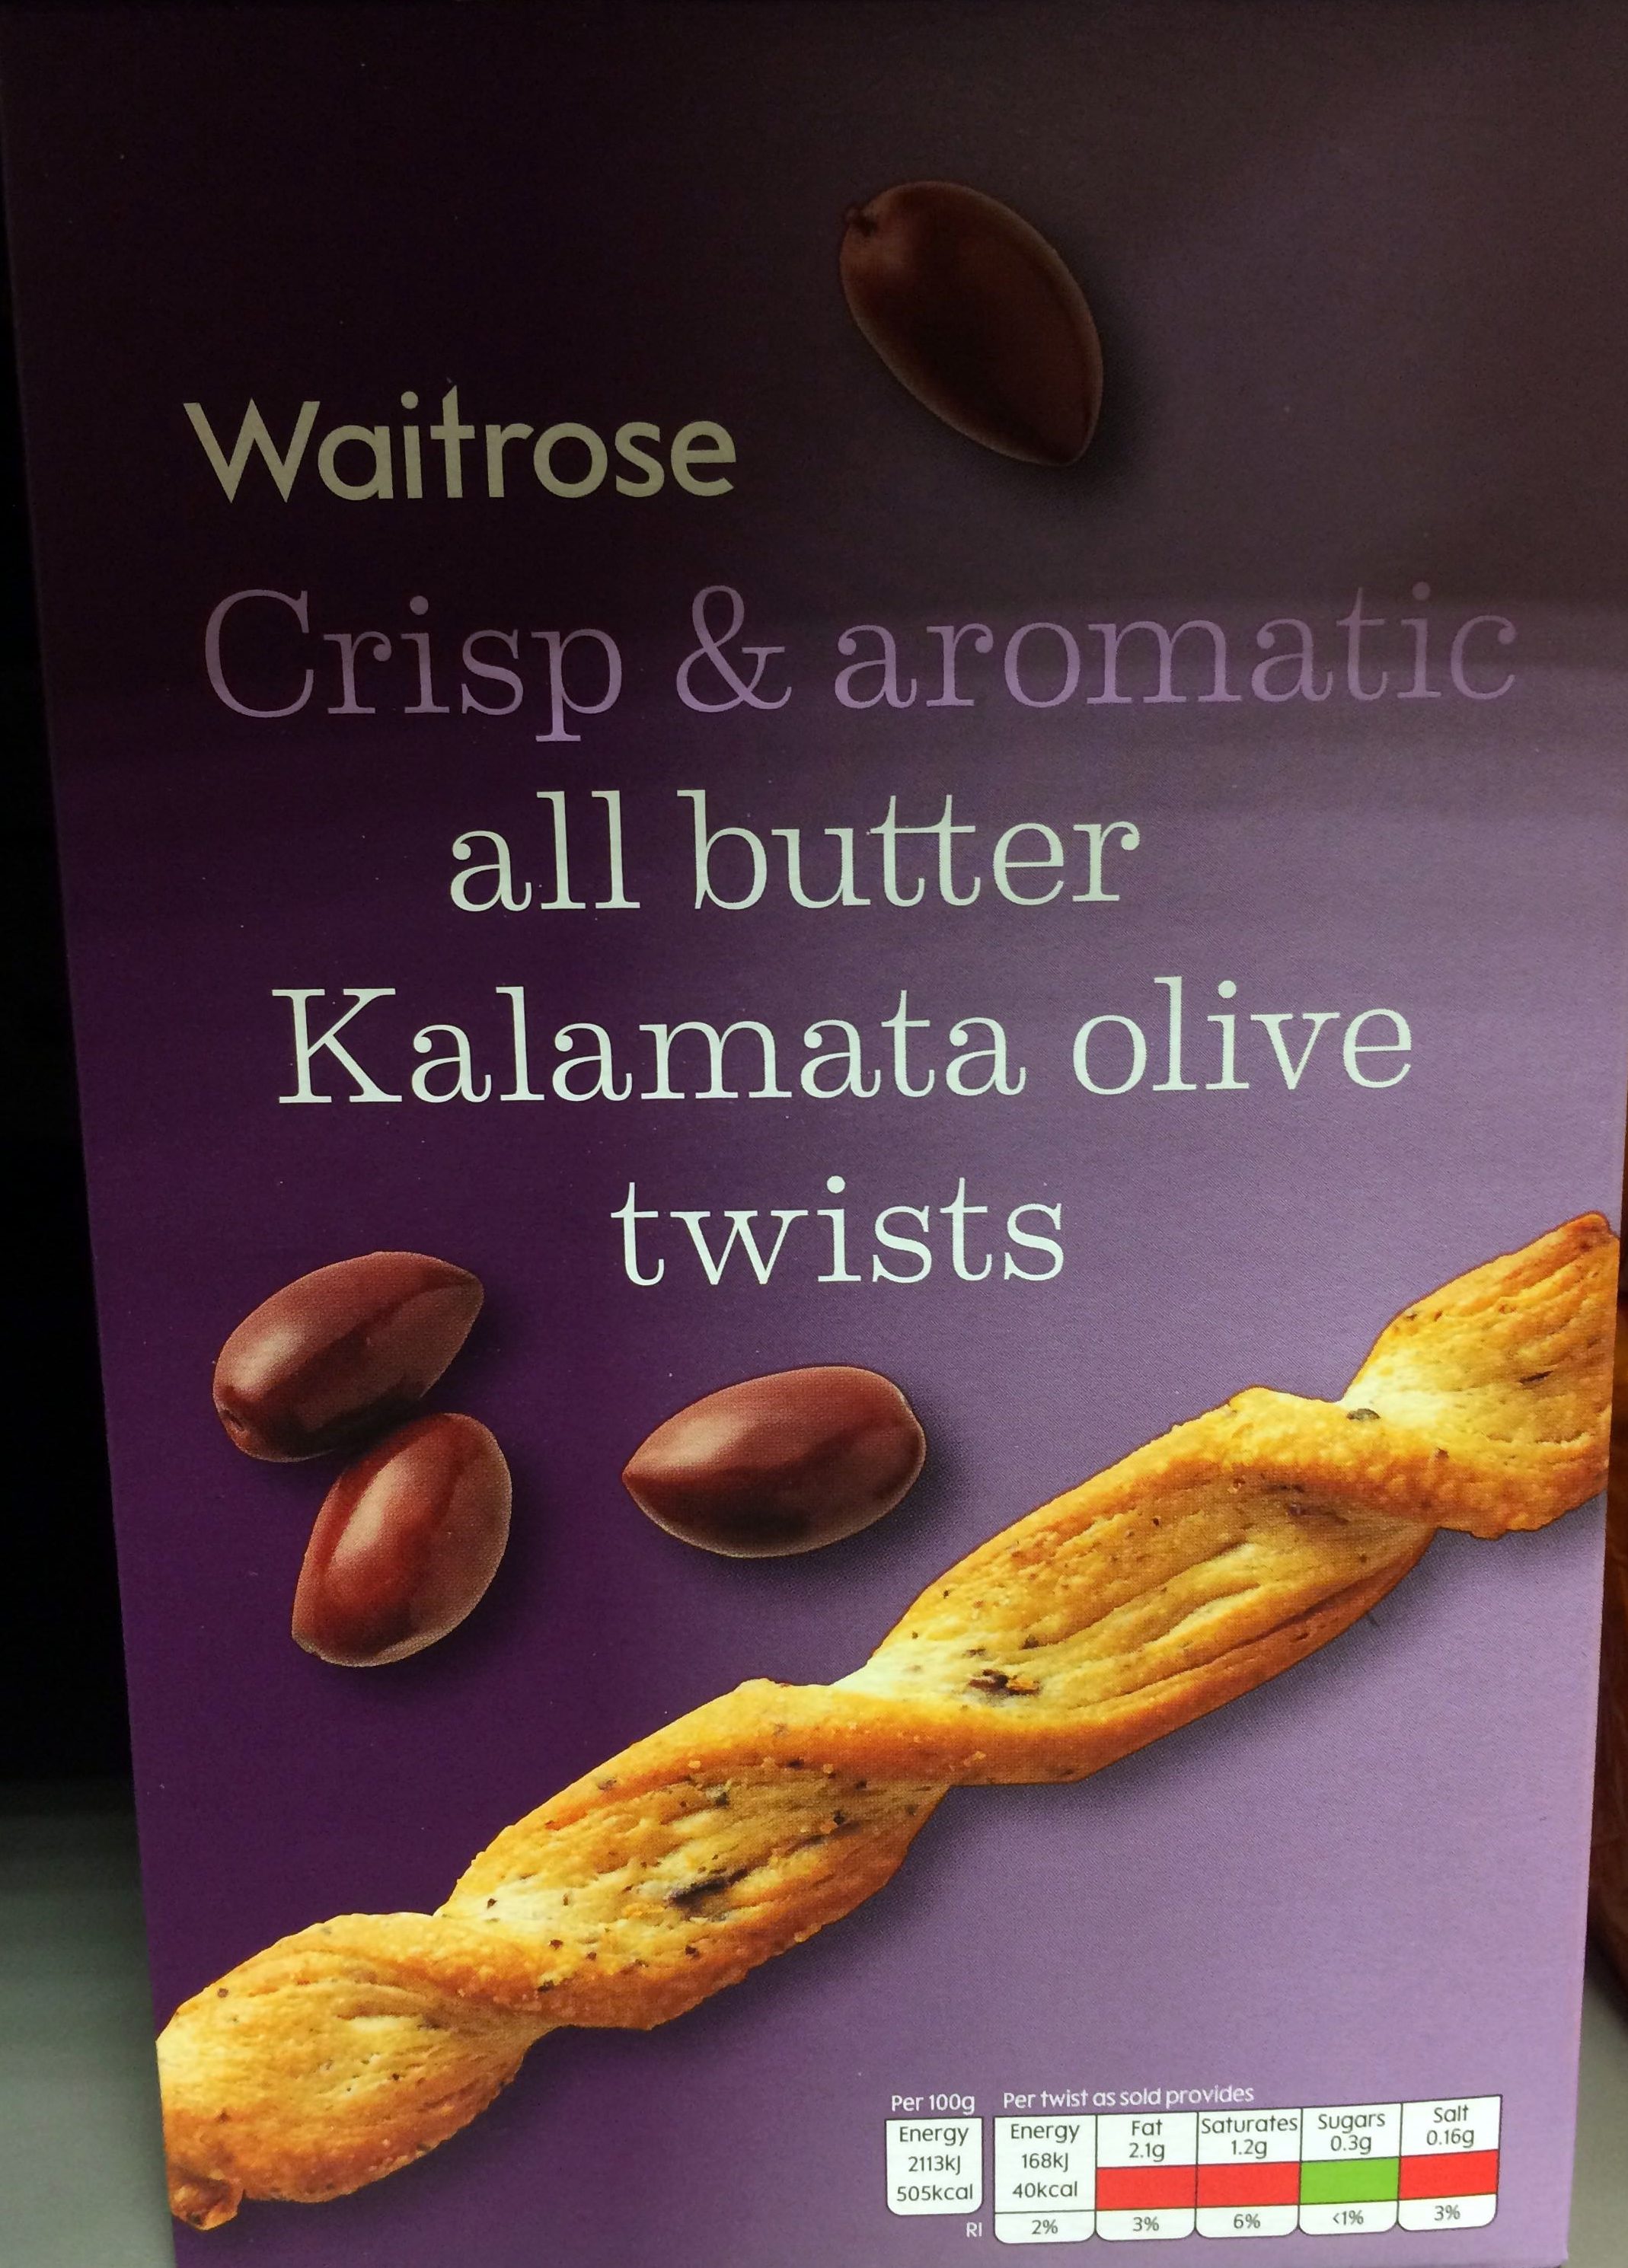 Waitrose
Crisp & aromatic
all butter
Kalamata olive
twists
Per 100g
Energy
2113kJ
505kcal
RI
Per twist as sold provides
Energy
168kJ
40kcal
2%
Fat
2.1g
3%
Saturates
1.2g
6%
Sugars
0.3g
<1%
Salt
0.16g
3%